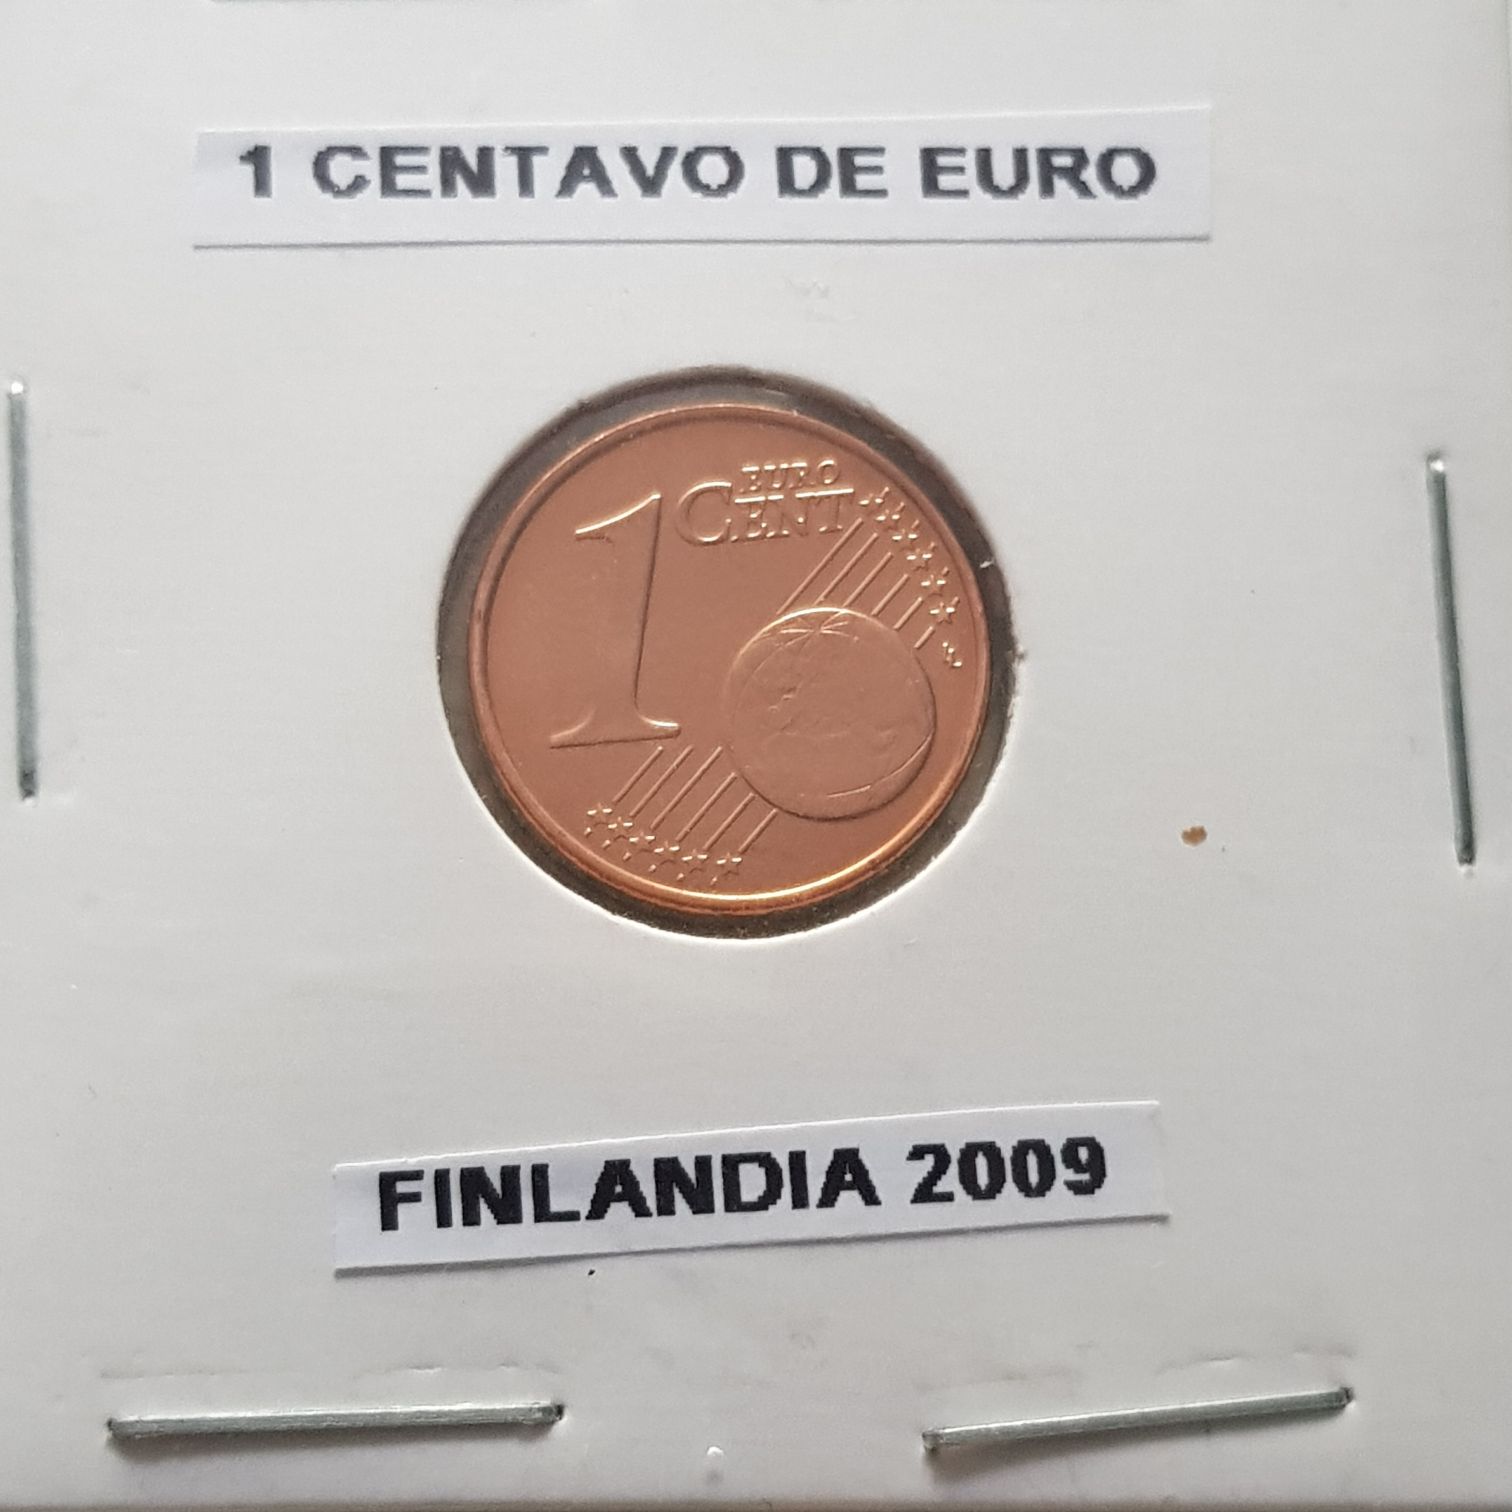 1 CENTAVO DE EURO
1 EURO
CENT
FINLANDIA 2009